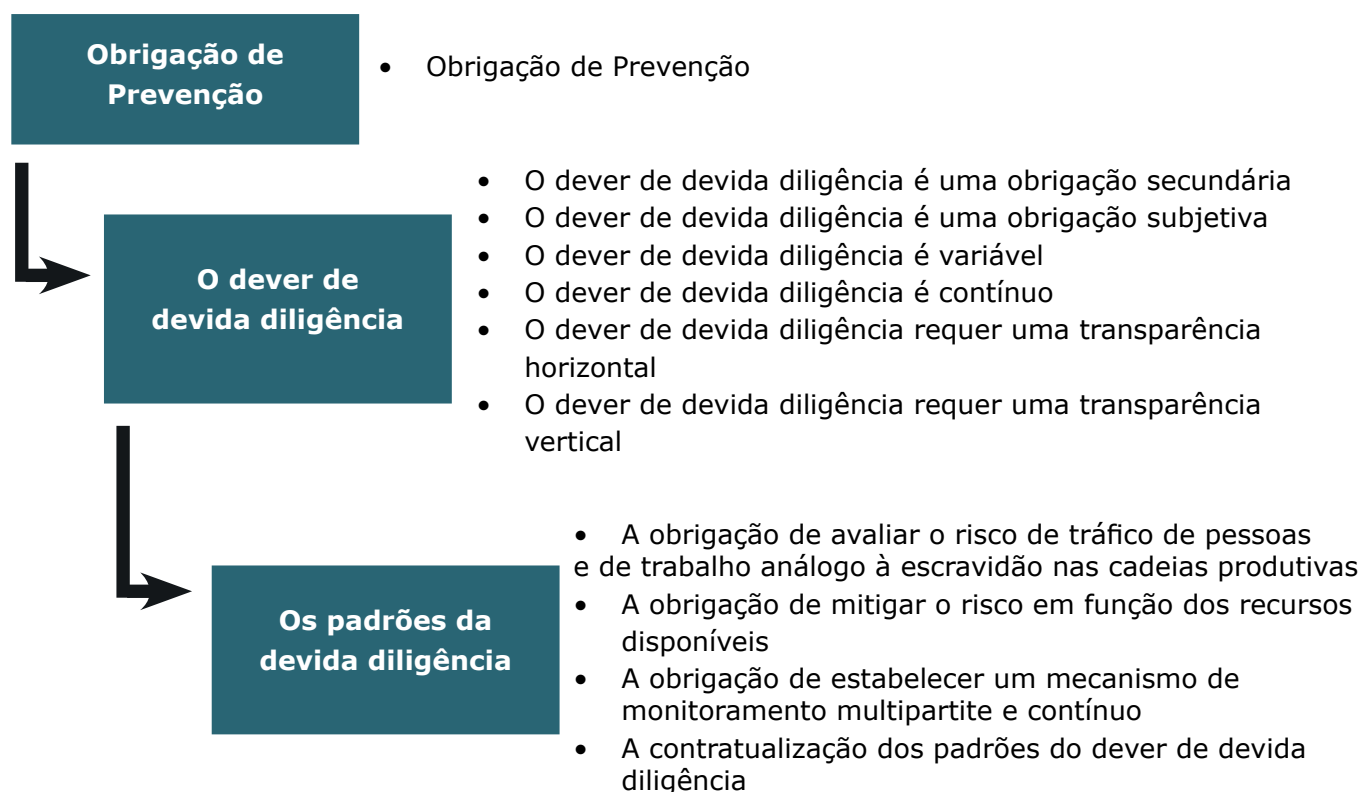 Obrigação de
Prevenção
• Obrigação de Prevenção
O dever de
devida diligência
• O dever de devida diligência é uma obrigação secundária
• O dever de devida diligência é uma obrigação subjetiva
• O dever de devida diligência é variável
• O dever de devida diligência é contínuo
• O dever de devida diligência requer uma transparência
horizontal
• O dever de devida diligência requer uma transparência
vertical
Os padrões da
devida diligência
• A obrigação de avaliar o risco de tráfico de pessoas
e de trabalho análogo à escravidão nas cadeias produtivas
• A obrigação de mitigar o risco em função dos recursos
disponíveis
• A obrigação de estabelecer um mecanismo de
monitoramento multipartite e contínuo
• A contratualização dos padrões do dever de devida
diligência